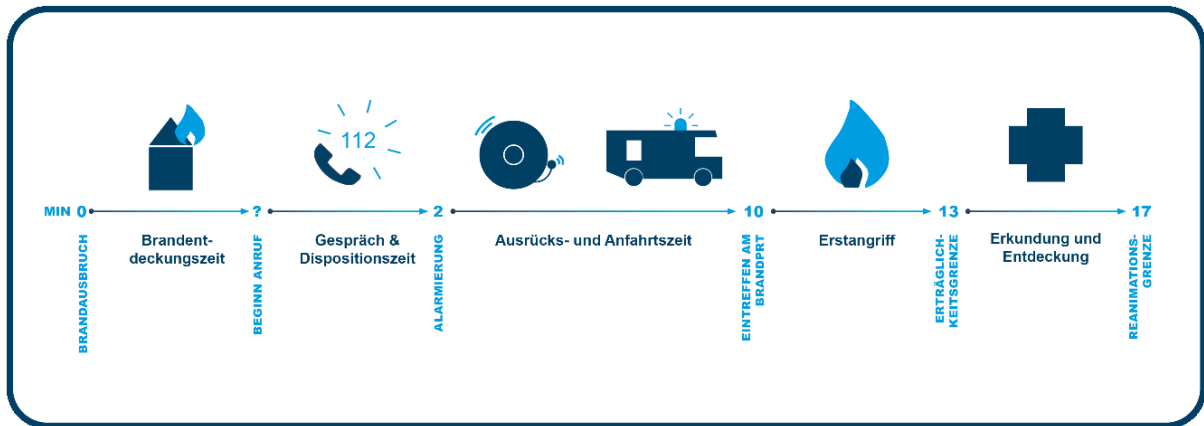 112
MIN 0
?
2
10
13
17
BRANDAUSBRUCH
Brandent-
deckungszeit
BEGINN ANRUF
Gespräch &
Dispositionszeit
ALARMIERUNG
Ausrücks- und Anfahrtszeit
EINTREFFEN AM
BRANDPRT
Erstangriff
ERTRÄGLICH-
KEITSGRENZE
Erkundung und
Entdeckung
REANIMATIONS-
GRENZE